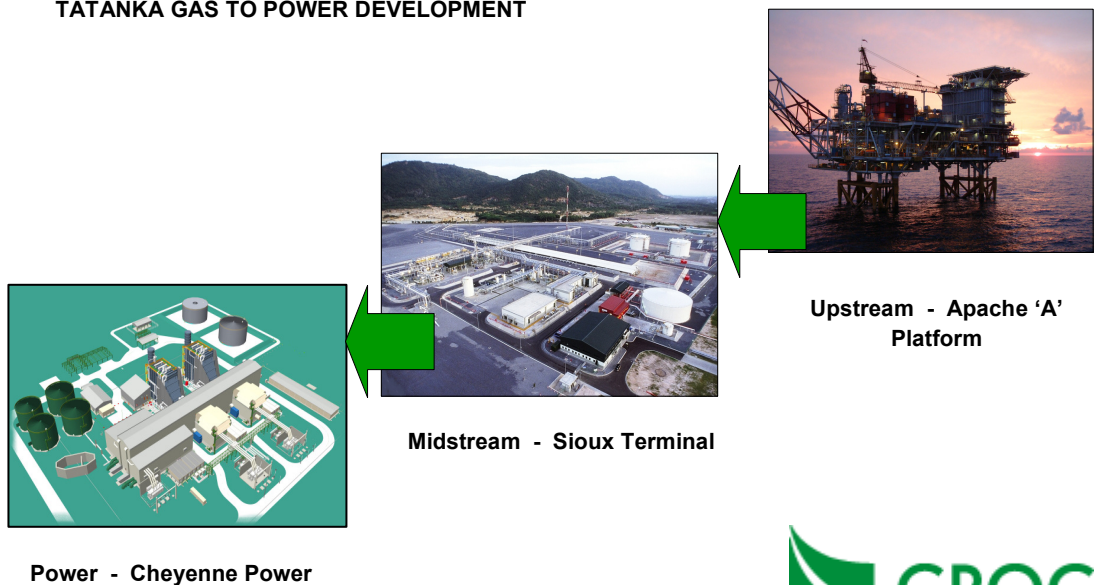 TATANKA GAS TO POWER DEVELOPMENT
Upstream - Apache ‘A’
Platform
Midstream - Sioux Terminal
Power - Cheyenne Power